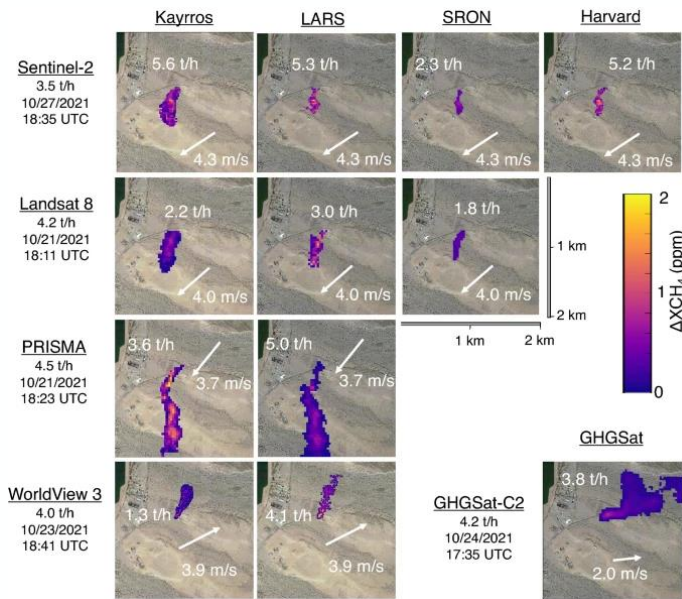 Kayrros LARS SRON Harvard
Sentinel-2
3.5 t/h
10/27/2021
18:35 UTC
5.6 t/h
4.3 m/s
5.3 t/h
4.3 m/s
2.3 t/h
4.3 m/s
5.2 t/h
4.3 m/s
Landsat 8
4.2 t/h
10/21/2021
18:11 UTC
2.2 t/h
4.0 m/s
3.0 t/h
4.0 m/s
1.8 t/h
4.0 m/s
1 km
2 km
1 km 2 km
2
1
0
ΔXCH₄ (ppm)
PRISMA
4.5 t/h
10/21/2021
18:23 UTC
3.6 t/h
3.7 m/s
5.0 t/h
3.7 m/s
WorldView 3
4.0 t/h
10/23/2021
18:41 UTC
1.3 t/h
3.9 m/s
4.1 t/h
3.9 m/s
GHGSat
GHGSat-C2
4.2 t/h
10/24/2021
17:35 UTC
3.8 t/h
2.0 m/s